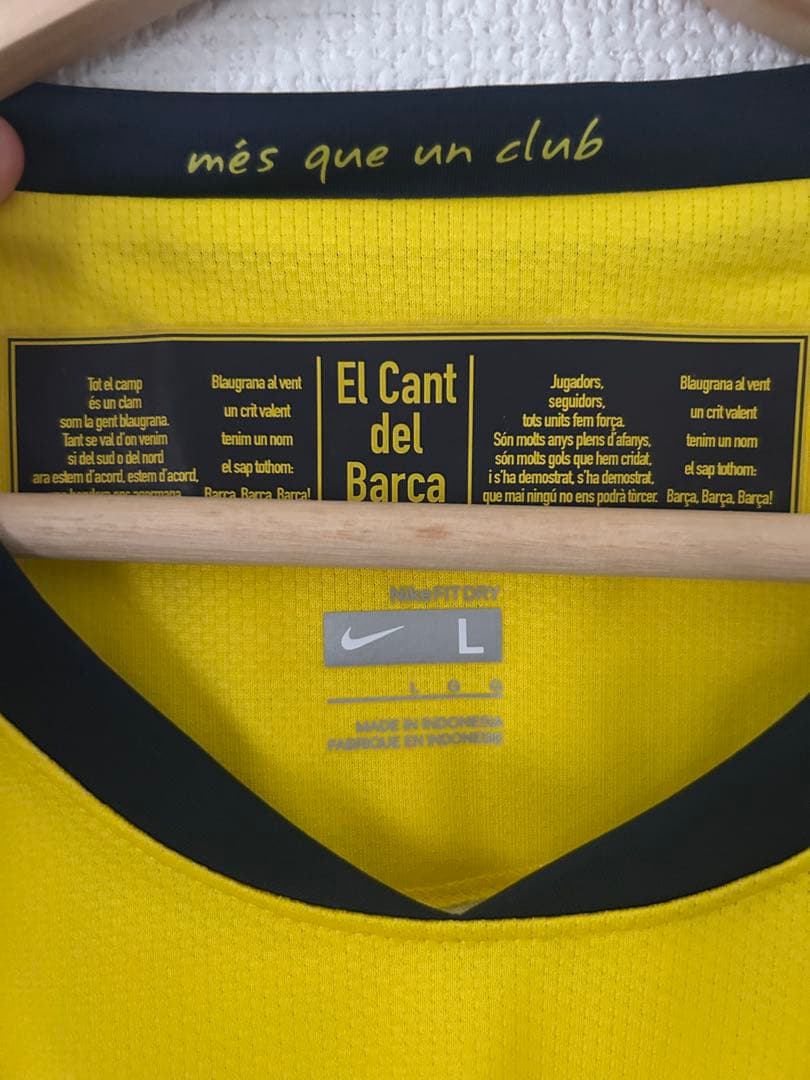 més que un club
Tot el camp
és un clam
som la gent blaugrana.
Tant se val d'on venim
si del sud o del nord
ara estem d'acord, estem d'acord,
Blaugrana al vent
un crit valent
tenim un nom
el sap tothom:
Barça, Barça, Barça!
El Cant
del
Barça
Jugadors,
seguidors,
tots units fem força.
Són molts anys plens d'afanys,
són molts gols que hem cridat,
i s'ha demostrat, s'ha demostrat,
que mai ningú no ens podrà tòrcer.
Blaugrana al vent
un crit valent
tenim un nom
el sap tothom:
Barça, Barça, Barça!
NikeFIT DRY
L
L G G
MADE IN INDONESIA
FABRIQUE EN INDONESIE